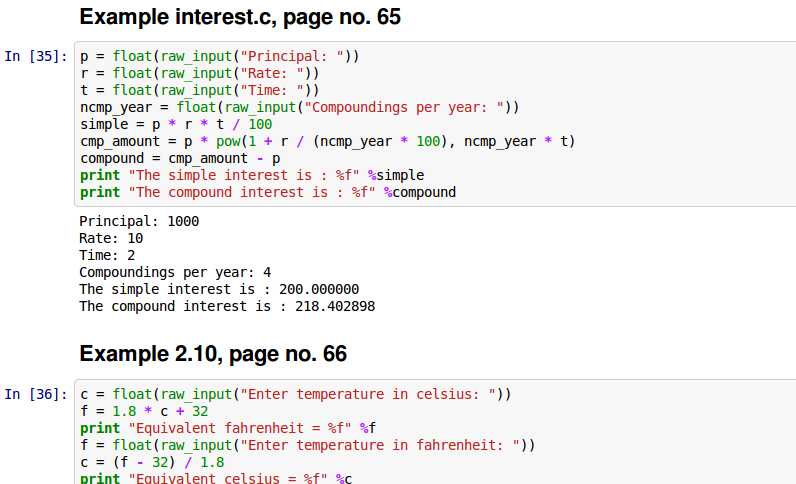 Example interest.c, page no. 65
In [35]: p = float(raw_input("Principal: "))
r = float(raw_input("Rate: "))
t = float(raw_input("Time: "))
ncmp_year = float(raw_input("Compoundings per year: "))
simple = p * r * t / 100
cmp_amount = p * pow(1 + r / (ncmp_year * 100), ncmp_year * t)
compound = cmp_amount - p
print "The simple interest is : %f" %simple
print "The compound interest is : %f" %compound
Principal: 1000
Rate: 10
Time: 2
Compoundings per year: 4
The simple interest is : 200.000000
The compound interest is : 218.402898
Example 2.10, page no. 66
In [36]: c = float(raw_input("Enter temperature in celsius: "))
f = 1.8 * c + 32
print "Equivalent fahrenheit = %f" %f
f = float(raw_input("Enter temperature in fahrenheit: "))
c = (f - 32) / 1.8
print "Equivalent celsius = %f" %c